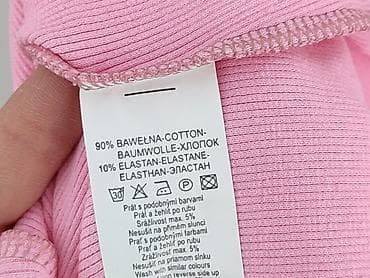 90% BAWEŁNA-COTTON-
BAUMWOLLE-ХЛОПОК
10% ELASTAN-ELASTANE-
ELASTHAN-ЭЛАСТАН
30
Prát s podobnými barvami
Prát a žehlit po rubu
Srážlivost max. 5%
Nesušit na přímém slunci
Prať s podobnými farbami
Prať a žehliť po rubu
Zrážlivosť max. 5%
Nesušiť na priamom slnku
Wash with similar colours